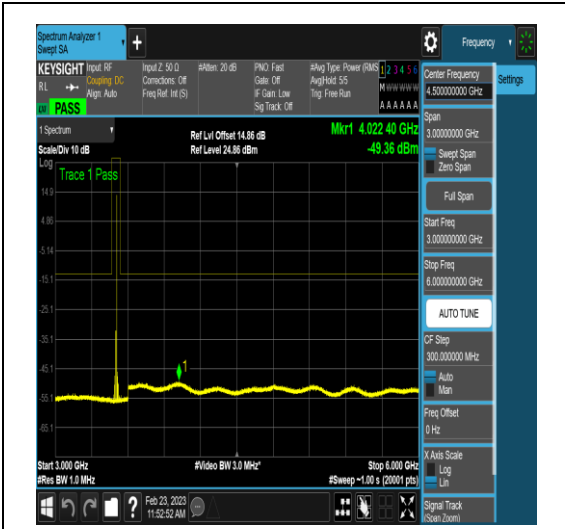 Spectrum Analyzer 1
Swept SA
Frequency
KEYSIGHT
RL
Input: RF
Coupling: DC
Align: Auto
Input Z: 50 Ω
Corrections: Off
Freq Ref: Int (S)
#Atten: 20 dB
PNO: Fast
Gate: Off
IF Gain: Low
Sig Track: Off
#Avg Type: Power (RMS
Avg|Hold: 5/5
Trig: Free Run
1 2 3 4 5 6
M W W W W W
A A A A A A
PASS
1 Spectrum
Scale/Div 10 dB
Ref Lvl Offset 14.86 dB
Ref Level 24.86 dBm
Mkr1 4.022 40 GHz
-49.36 dBm
Log
Trace 1 Pass
14.9
4.86
-5.14
-15.1
-25.1
-35.1
-45.1
-55.1
-65.1
1
Start 3.000 GHz
#Res BW 1.0 MHz
#Video BW 3.0 MHz*
Stop 6.000 GHz
#Sweep ~1.00 s (20001 pts)
Feb 23, 2023
11:52:52 AM
Center Frequency
4.500000000 GHz
Settings
Span
3.00000000 GHz
Swept Span
Zero Span
Full Span
Start Freq
3.000000000 GHz
Stop Freq
6.000000000 GHz
AUTO TUNE
CF Step
300.000000 MHz
Auto
Man
Freq Offset
0 Hz
X Axis Scale
Log
Lin
Signal Track
(Span Zoom)